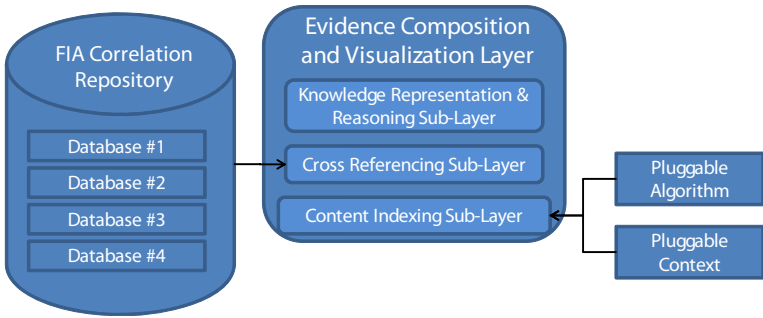 FIA Correlation
Repository
Database #1
Database #2
Database #3
Database #4
Evidence Composition
and Visualization Layer
Knowledge Representation &
Reasoning Sub-Layer
Cross Referencing Sub-Layer
Content Indexing Sub-Layer
Pluggable
Algorithm
Pluggable
Context